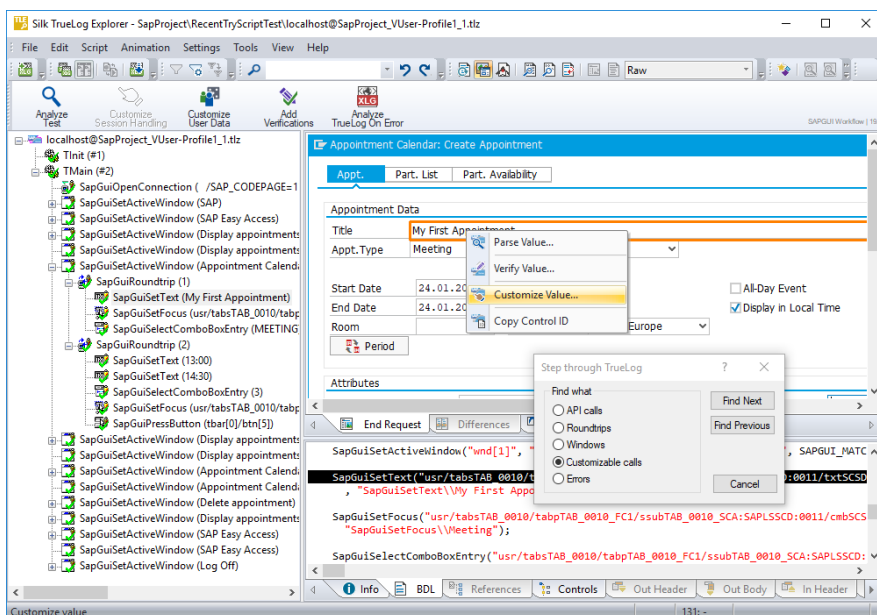 Silk TrueLog Explorer - SapProject\RecentTryScriptTest\localhost@SapProject_VUser-Profile1_1.tlz
File Edit Script Animation Settings Tools View Help
Raw
Analyze Test
Customize Session Handling
Customize User Data
Add Verifications
XLG
Analyze TrueLog On Error
SAPGUI Workflow | 19
localhost@SapProject_VUser-Profile1_1.tlz
TInit (#1)
TMain (#2)
SapGuiOpenConnection ( /SAP_CODEPAGE=1
SapGuiSetActiveWindow (SAP)
SapGuiSetActiveWindow (SAP Easy Access)
SapGuiSetActiveWindow (Display appointments
SapGuiSetActiveWindow (Display appointments
SapGuiSetActiveWindow (Appointment Calend
SapGuiRoundtrip (1)
SapGuiSetText (My First Appointment)
SapGuiSetFocus (usr/tabsTAB_0010/tabp
SapGuiSelectComboBoxEntry (MEETING
SapGuiRoundtrip (2)
SapGuiSetText (13:00)
SapGuiSetText (14:30)
SapGuiSelectComboBoxEntry (3)
SapGuiSetFocus (usr/tabsTAB_0010/tabp
SapGuiPressButton (tbar[0]/btn[5])
SapGuiSetActiveWindow (Display appointments
SapGuiSetActiveWindow (Display appointments
SapGuiSetActiveWindow (Appointment Calend
SapGuiSetActiveWindow (Appointment Calend
SapGuiSetActiveWindow (Delete appointment)
SapGuiSetActiveWindow (Display appointments
SapGuiSetActiveWindow (SAP Easy Access)
SapGuiSetActiveWindow (SAP Easy Access)
SapGuiSetActiveWindow (Log Off)
Appointment Calendar: Create Appointment
Appt. Part. List Part. Availability
Appointment Data
Title My First Appointment
Appt.Type Meeting
Start Date 24.01.20
All-Day Event
End Date 24.01.20
Display in Local Time
Room Europe
Period
Attributes
Parse Value...
Verify Value...
Customize Value...
Copy Control ID
Step through TrueLog ?
Find what
API calls
Roundtrips
Windows
Customizable calls
Errors
Find Next
Find Previous
Cancel
End Request Differences
SapGuiSetActiveWindow("wnd[1]", " ", SAPGUI_MATC
SapGuiSetText("usr/tabsTAB_0010/t D:0011/txtSCSD
, "SapGuiSetText\\My First Appo
SapGuiSetFocus("usr/tabsTAB_0010/tabpTAB_0010_FC1/ssubTAB_0010_SCA:SAPLSSCD:0011/cmbSCS
"SapGuiSetFocus\\Meeting");
SapGuiSelectComboBoxEntry("usr/tabsTAB_0010/tabpTAB_0010_FC1/ssubTAB_0010_SCA:SAPLSSCD:
Info BDL References Controls Out Header Out Body In Header
Customize value 131: -